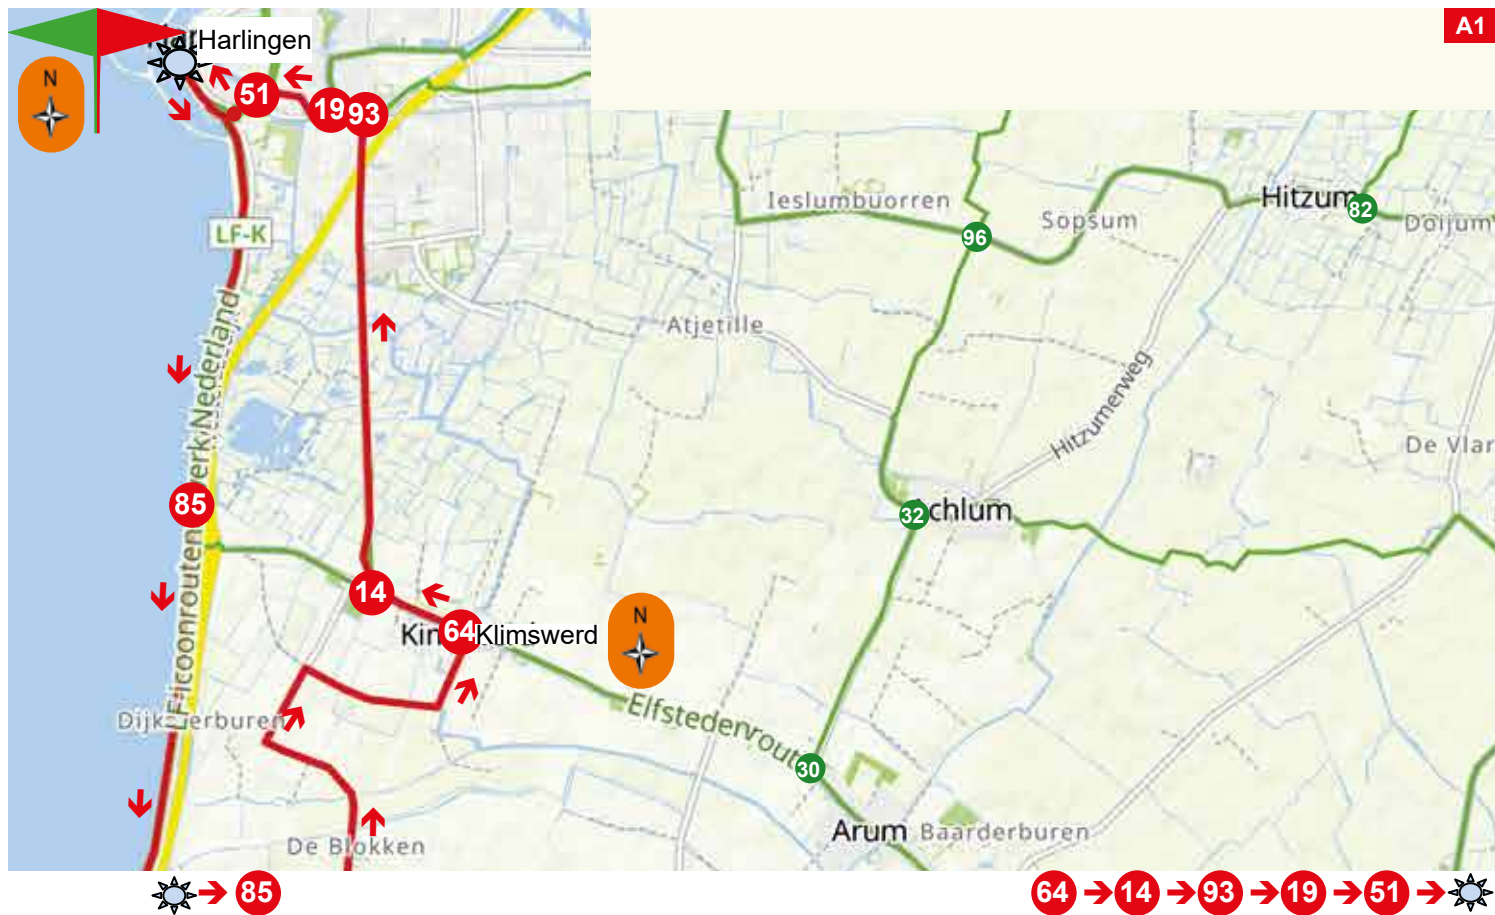 A1
Harlingen
N
51
19
93
LF-K
Ieslumbuorren
Sopsum
Hitzum
82
Doijum
96
Atjetille
Hitzumerweg
De Vlar
85
32
chlum
14
64
Klimswerd
N
Elfstedenroute
30
Arum
Baarderburen
De Blokken
85
64 14 93 19 51